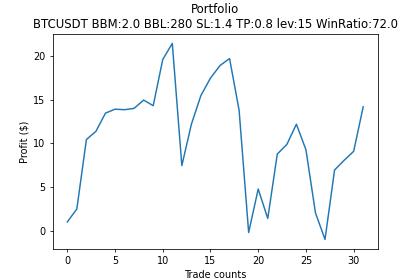 Portfolio
BTCUSDT BBM:2.0 BBL:280 SL:1.4 TP:0.8 lev:15 WinRatio:72.0
20
15
10
5
0
Profit ($)
0 5 10 15 20 25 30
Trade counts